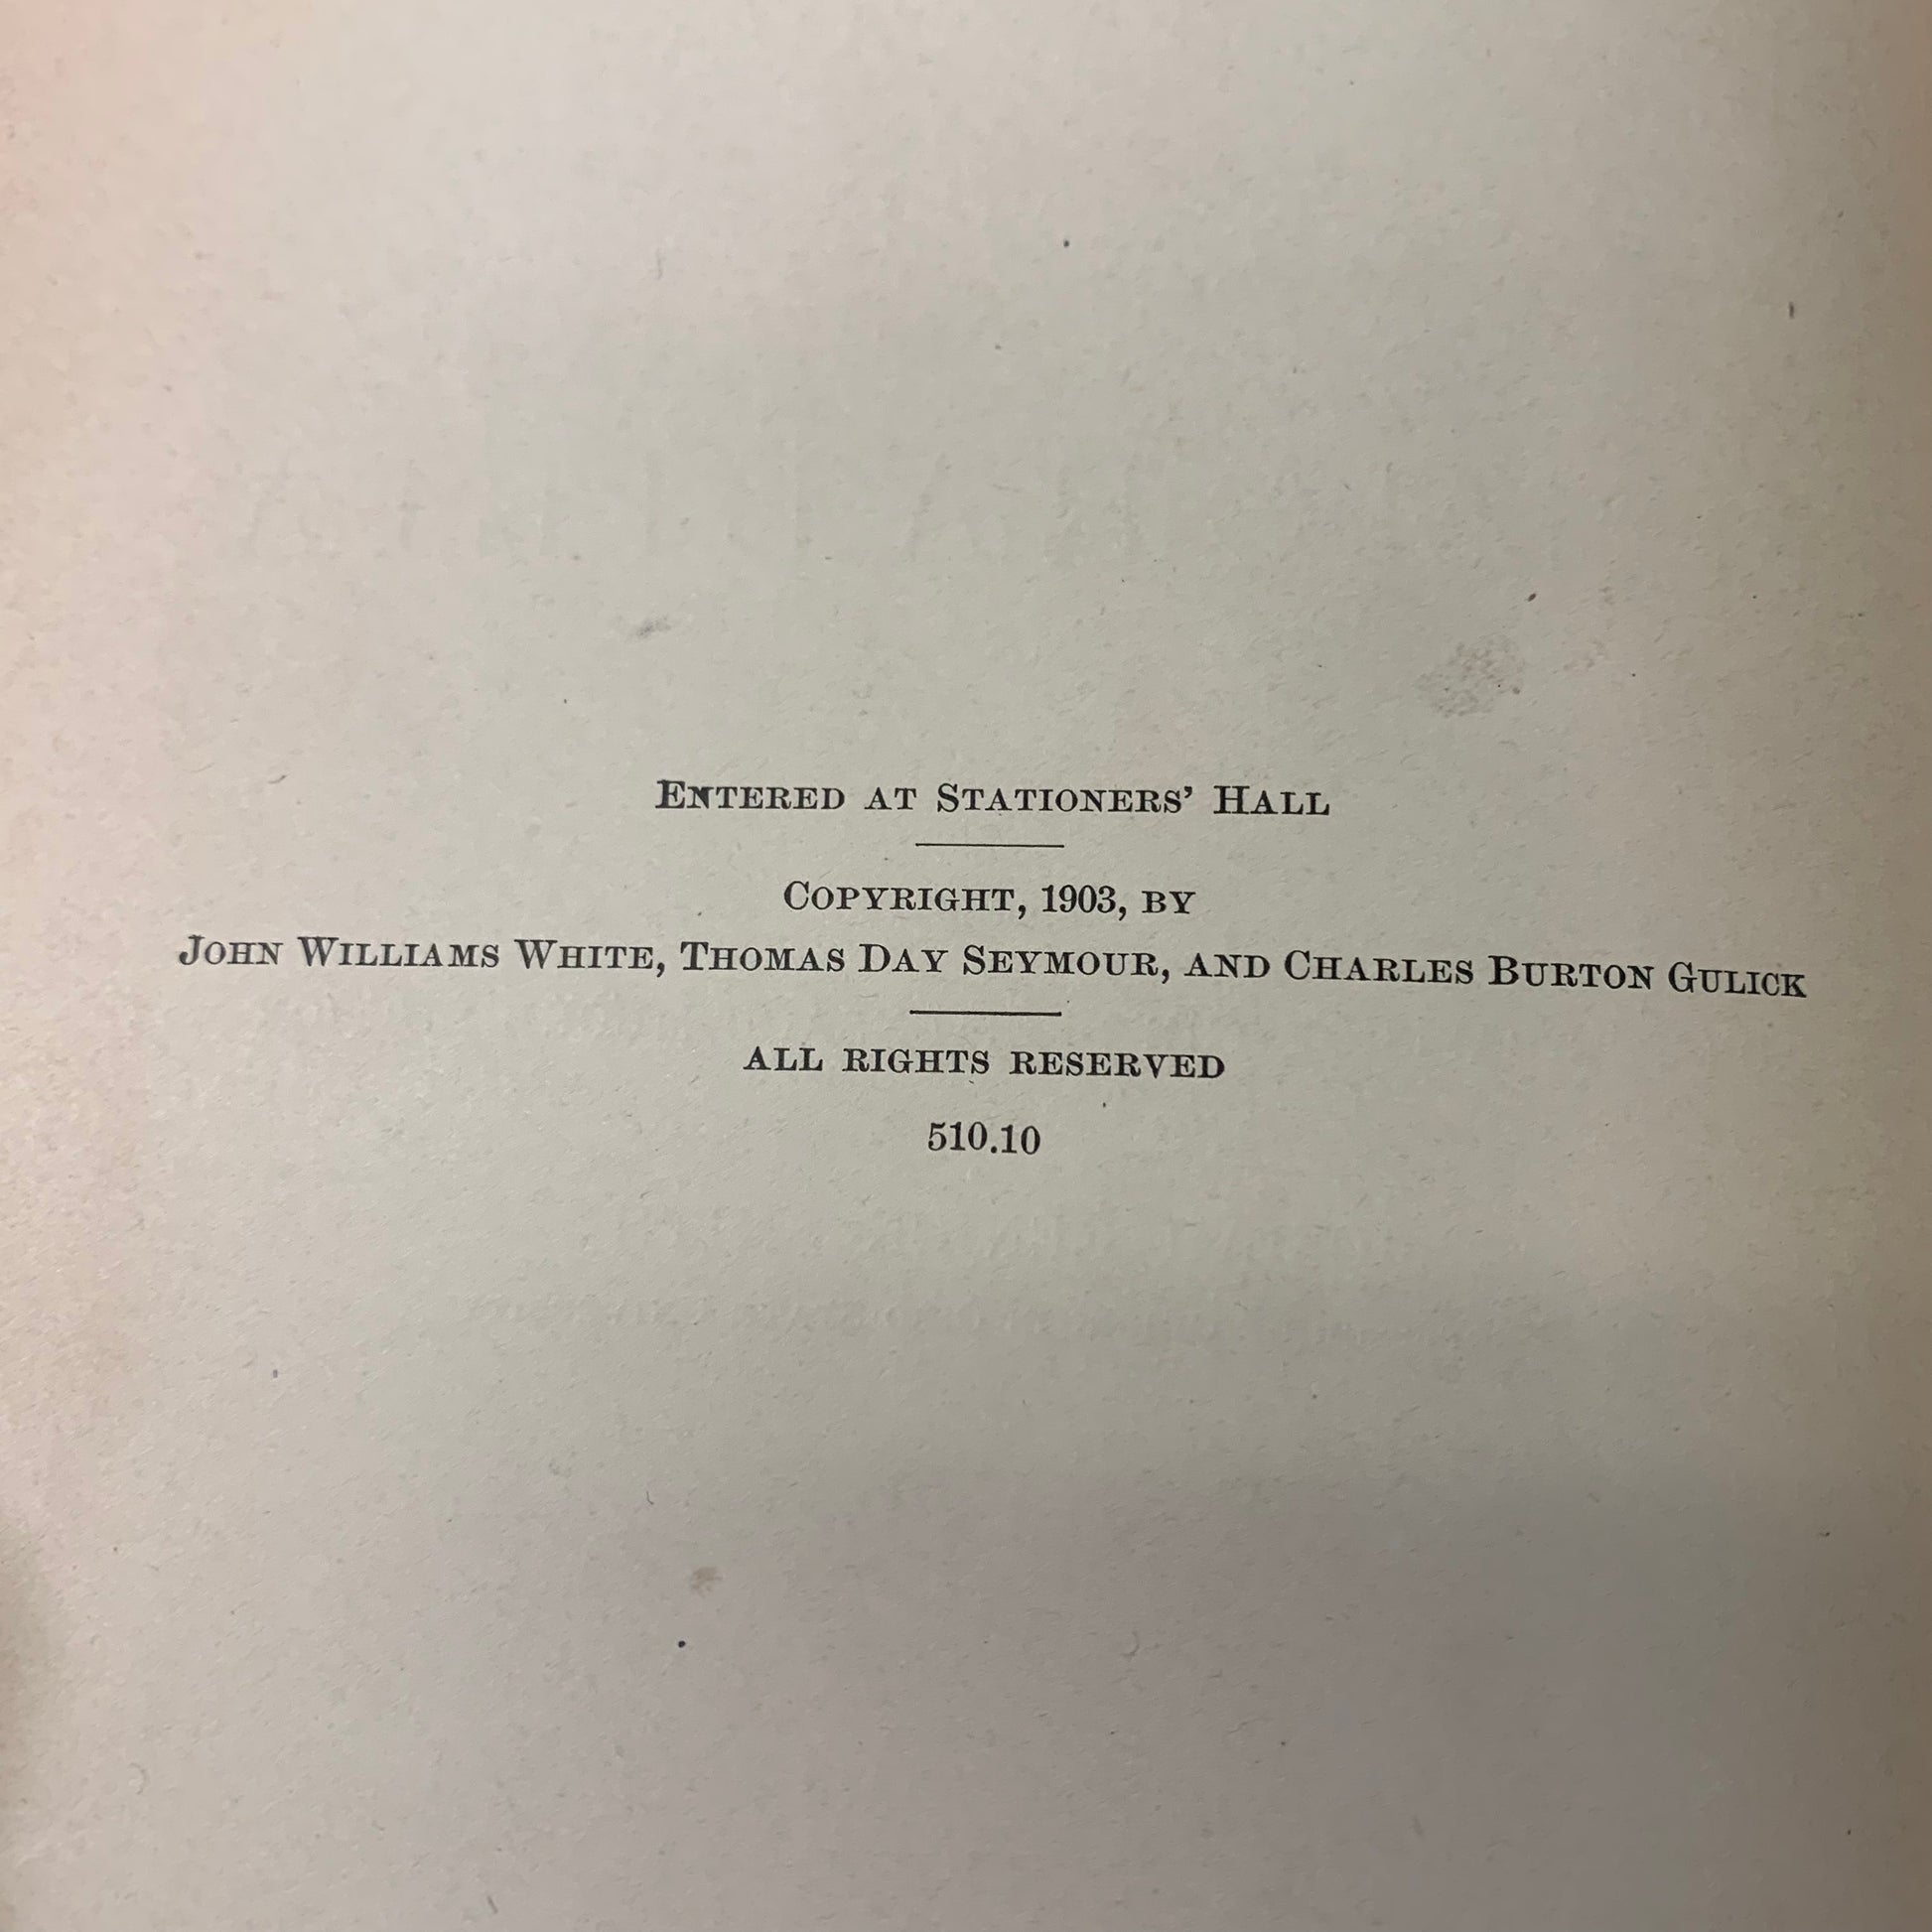 ENTERED AT STATIONERS' HALL
COPYRIGHT, 1903, BY
JOHN WILLIAMS WHITE, THOMAS DAY SEYMOUR, AND CHARLES BURTON GULICK
ALL RIGHTS RESERVED
510.10